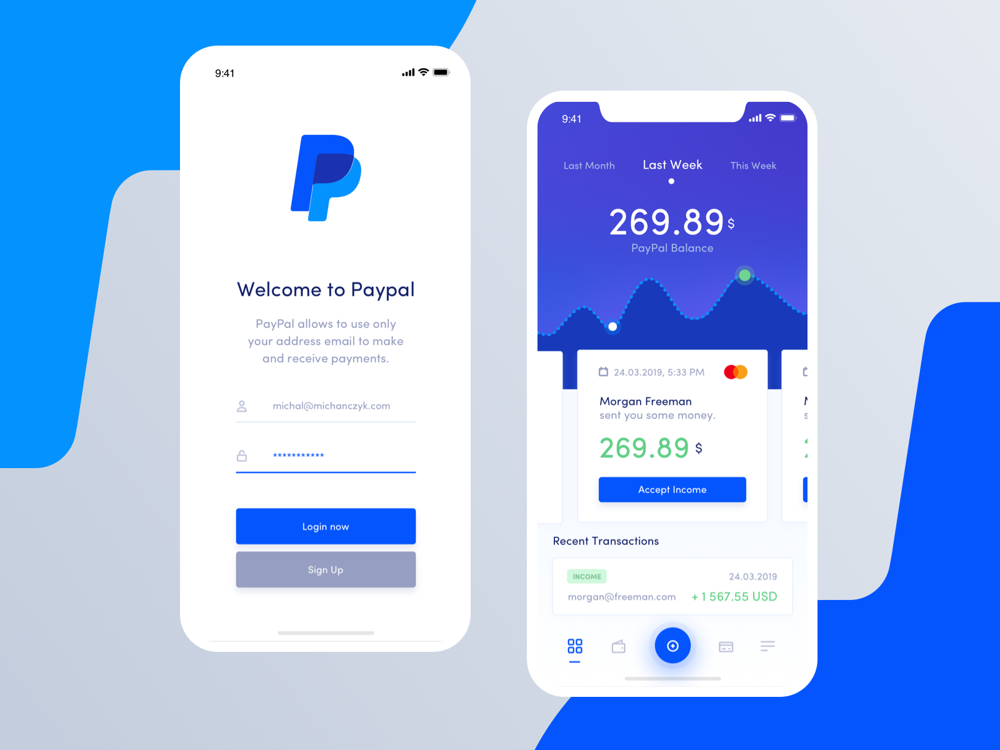 9:41
Welcome to Paypal
PayPal allows to use only
your address email to make
and receive payments.
michal@michanczyk.com
***********
Login now
Sign Up
9:41
Last Month Last Week This Week
269.89 $
PayPal Balance
24.03.2019, 5:33 PM
Morgan Freeman
sent you some money.
269.89 $
Accept Income
Recent Transactions
INCOME 24.03.2019
morgan@freeman.com + 1 567.55 USD